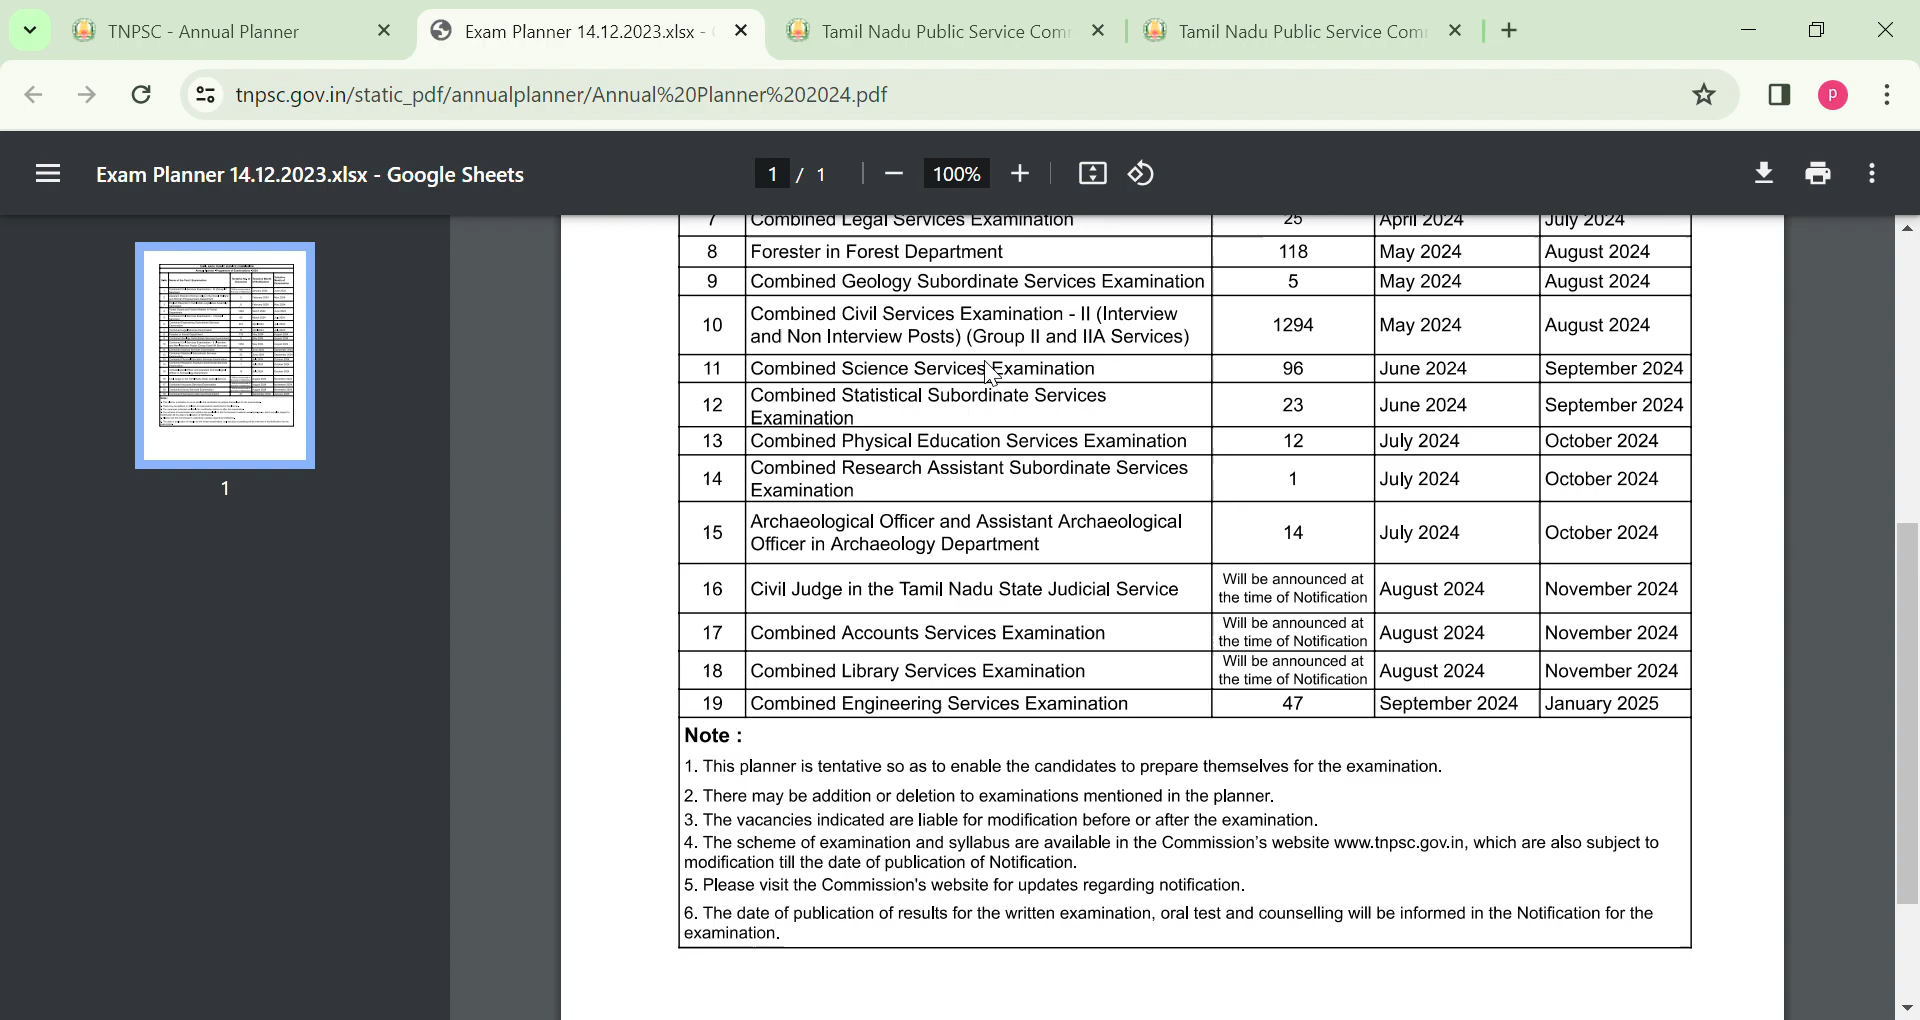 TNPSC - Annual Planner
Exam Planner 14.12.2023.xlsx -
Tamil Nadu Public Service Com
Tamil Nadu Public Service Com
tnpsc.gov.in/static_pdf/annualplanner/Annual%20Planner%202024.pdf
p
Exam Planner 14.12.2023.xlsx - Google Sheets
1 / 1
100%
7 Combined Legal Services Examination 25 April 2024 July 2024
8 Forester in Forest Department 118 May 2024 August 2024
9 Combined Geology Subordinate Services Examination 5 May 2024 August 2024
10 Combined Civil Services Examination - II (Interview
and Non Interview Posts) (Group II and IIA Services) 1294 May 2024 August 2024
11 Combined Science Services Examination 96 June 2024 September 2024
12 Combined Statistical Subordinate Services
Examination 23 June 2024 September 2024
13 Combined Physical Education Services Examination 12 July 2024 October 2024
14 Combined Research Assistant Subordinate Services
Examination 1 July 2024 October 2024
15 Archaeological Officer and Assistant Archaeological
Officer in Archaeology Department 14 July 2024 October 2024
16 Civil Judge in the Tamil Nadu State Judicial Service Will be announced at
the time of Notification August 2024 November 2024
17 Combined Accounts Services Examination Will be announced at
the time of Notification August 2024 November 2024
18 Combined Library Services Examination Will be announced at
the time of Notification August 2024 November 2024
19 Combined Engineering Services Examination 47 September 2024 January 2025
Note :
1. This planner is tentative so as to enable the candidates to prepare themselves for the examination.
2. There may be addition or deletion to examinations mentioned in the planner.
3. The vacancies indicated are liable for modification before or after the examination.
4. The scheme of examination and syllabus are available in the Commission's website www.tnpsc.gov.in, which are also subject to
modification till the date of publication of Notification.
5. Please visit the Commission's website for updates regarding notification.
6. The date of publication of results for the written examination, oral test and counselling will be informed in the Notification for the
examination.
1